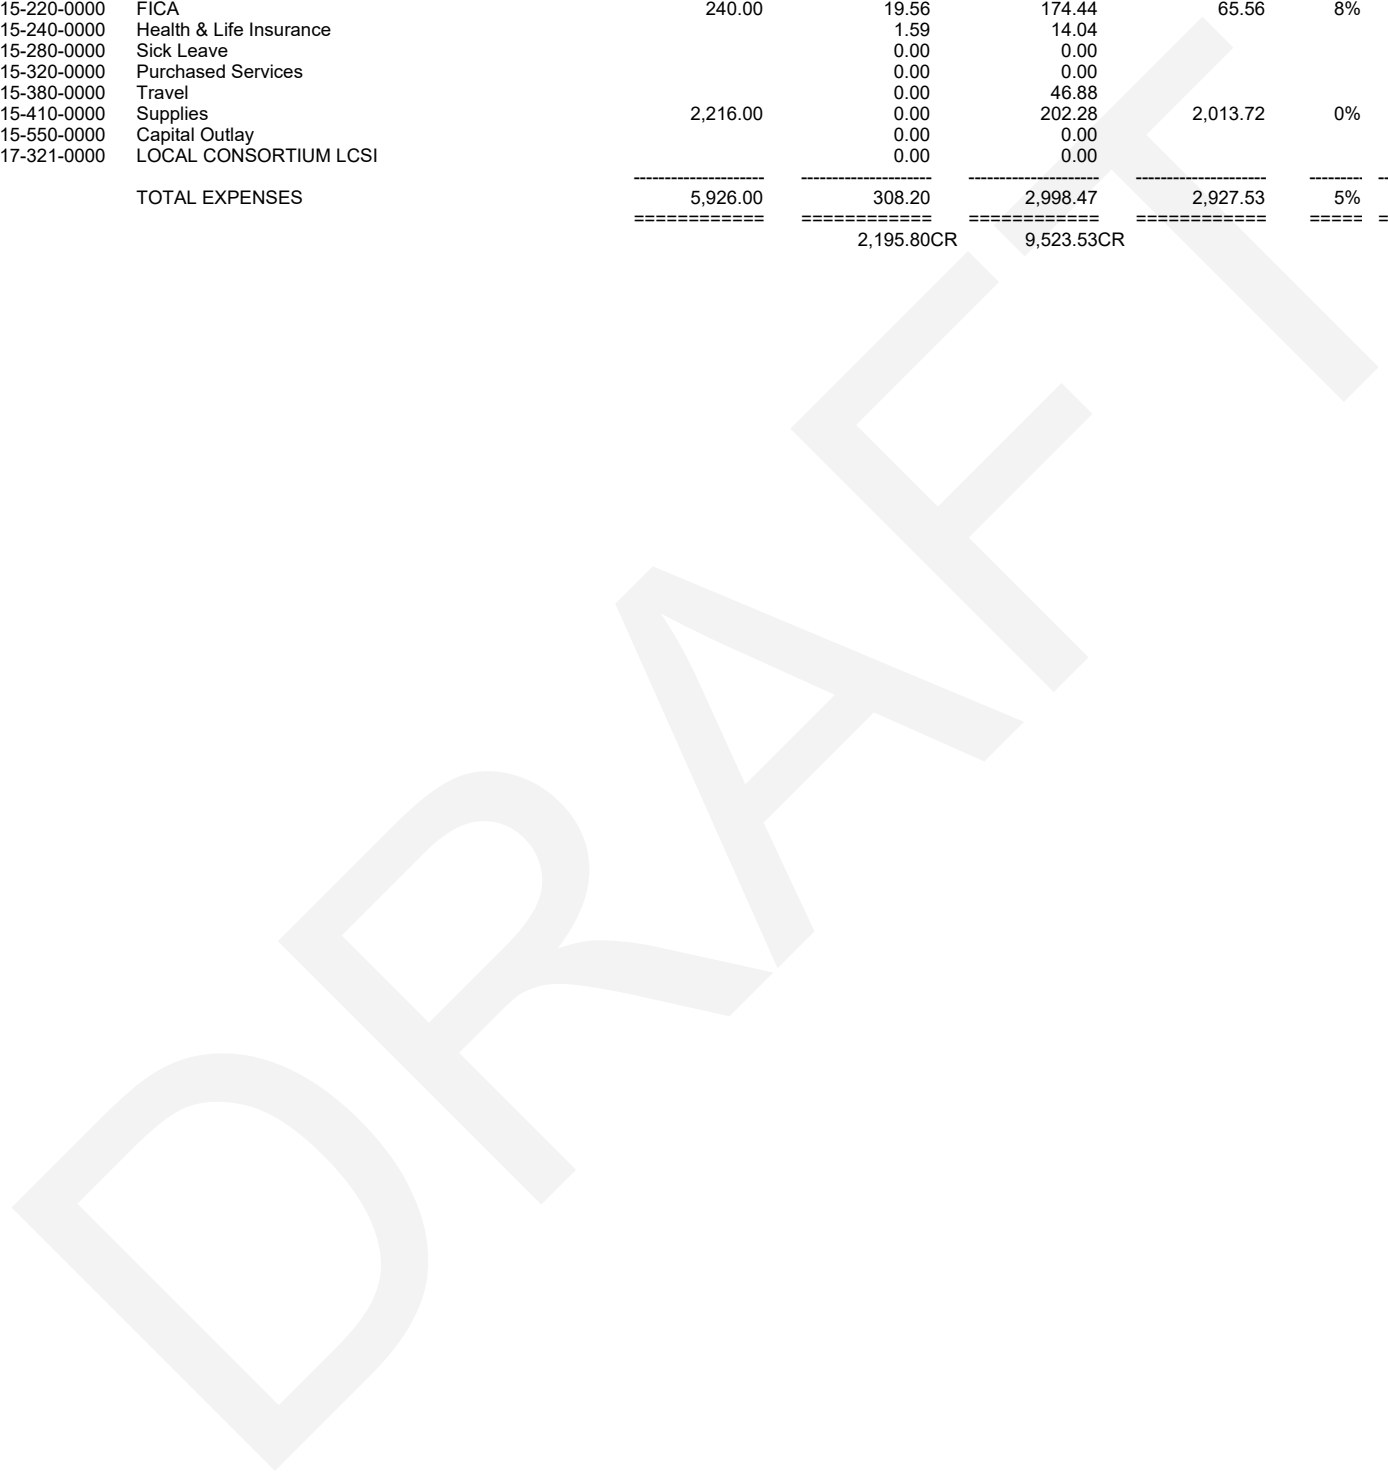 15-220-0000 FICA 240.00 19.56 174.44 65.56 8%
15-240-0000 Health & Life Insurance 1.59 14.04
15-280-0000 Sick Leave 0.00 0.00
15-320-0000 Purchased Services 0.00 0.00
15-380-0000 Travel 0.00 46.88
15-410-0000 Supplies 2,216.00 0.00 202.28 2,013.72 0%
15-550-0000 Capital Outlay 0.00 0.00
17-321-0000 LOCAL CONSORTIUM LCSI 0.00 0.00
--------------------- --------------------- --------------------- --------------------- -------- --
TOTAL EXPENSES 5,926.00 308.20 2,998.47 2,927.53 5%
============ ============ ============ ============ ===== =
2,195.80CR 9,523.53CR
DRAFT